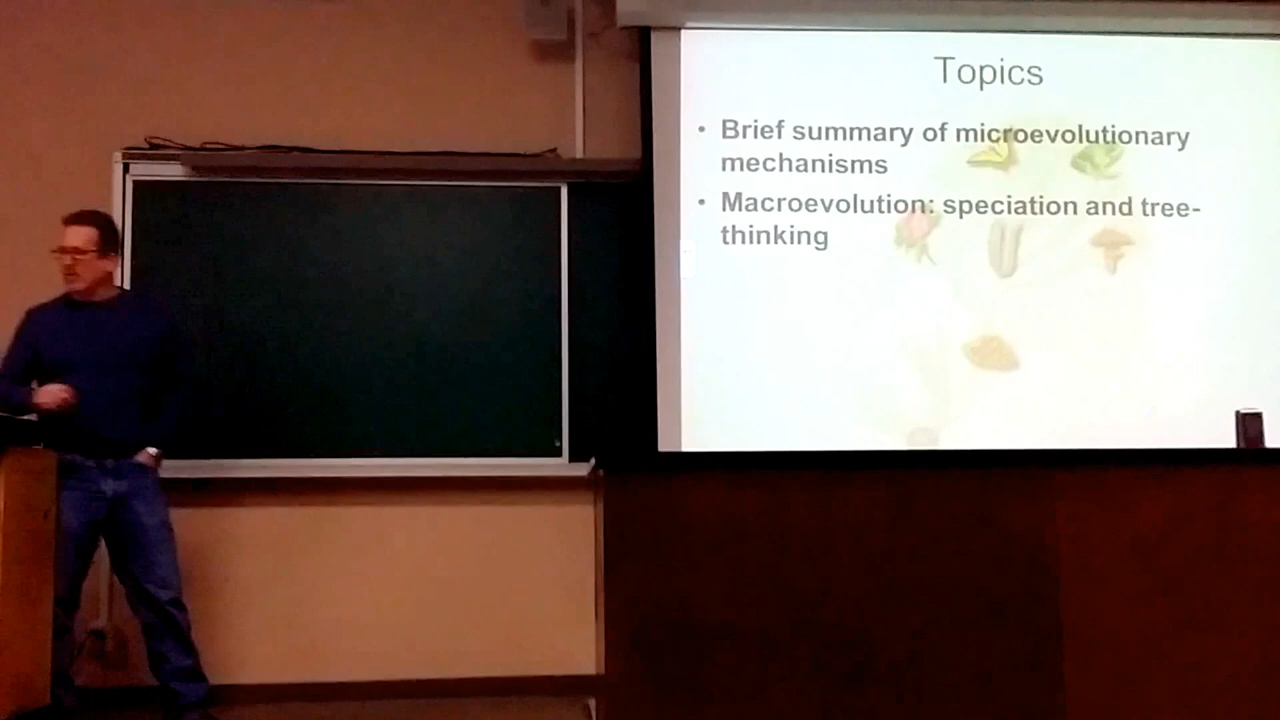 Topics
• Brief summary of microevolutionary
mechanisms
• Macroevolution: speciation and tree-
thinking